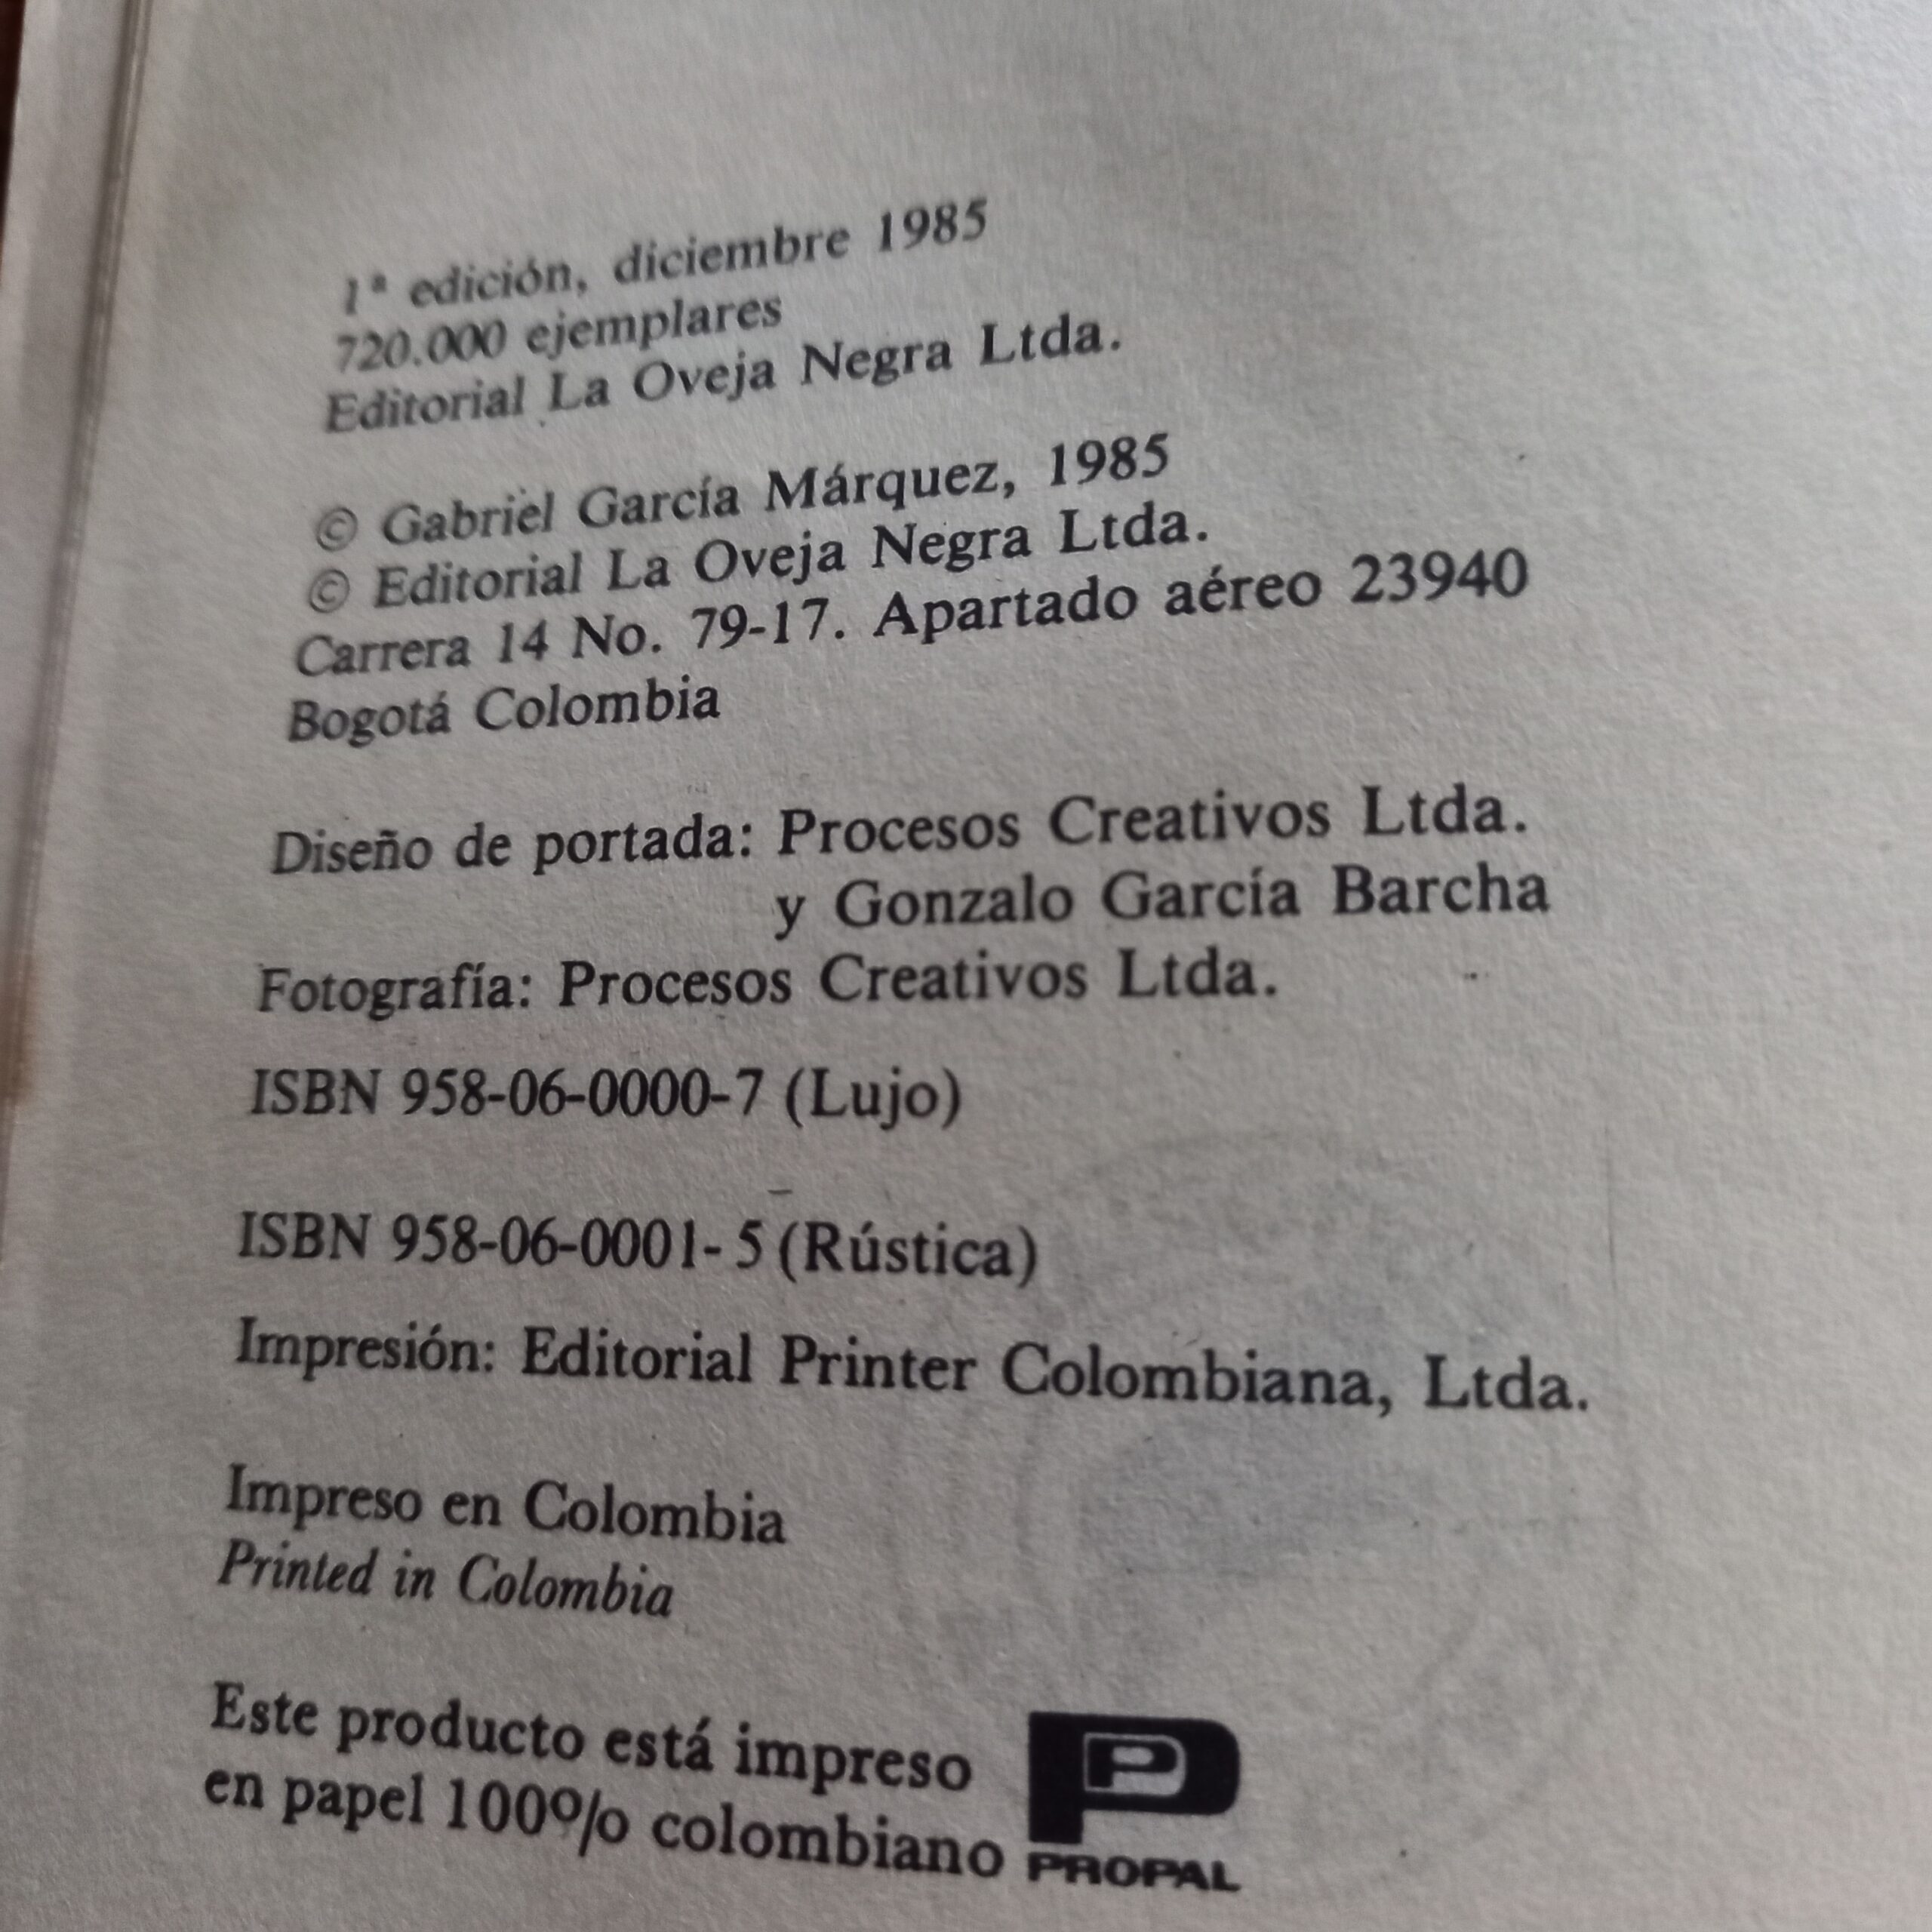 1ª edición, diciembre 1985
720.000 ejemplares
Editorial La Oveja Negra Ltda.
© Gabriel García Márquez, 1985
© Editorial La Oveja Negra Ltda.
Carrera 14 No. 79-17. Apartado aéreo 23940
Bogotá Colombia
Diseño de portada: Procesos Creativos Ltda.
y Gonzalo García Barcha
Fotografía: Procesos Creativos Ltda.
ISBN 958-06-0000-7 (Lujo)
ISBN 958-06-0001- 5 (Rústica)
Impresión: Editorial Printer Colombiana, Ltda.
Impreso en Colombia
Printed in Colombia
Este producto está impreso
en papel 100% colombiano
PROPAL